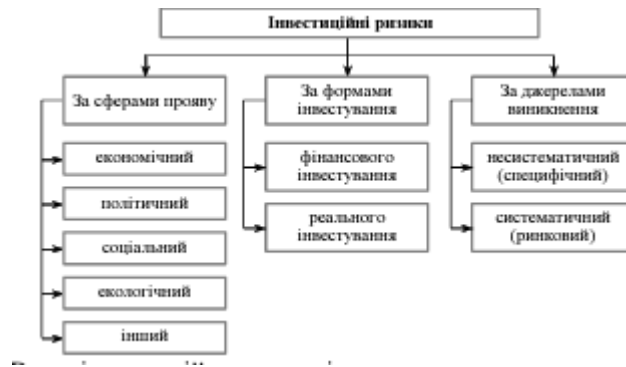 Інвестиційні ризики
За сферами прояву
економічний
політичний
соціальний
екологічний
інший
За формами
інвестування
фінансового
інвестування
реального
інвестування
За джерелами
виникнення
несистематичний
(специфічний)
систематичний
(ринковий)